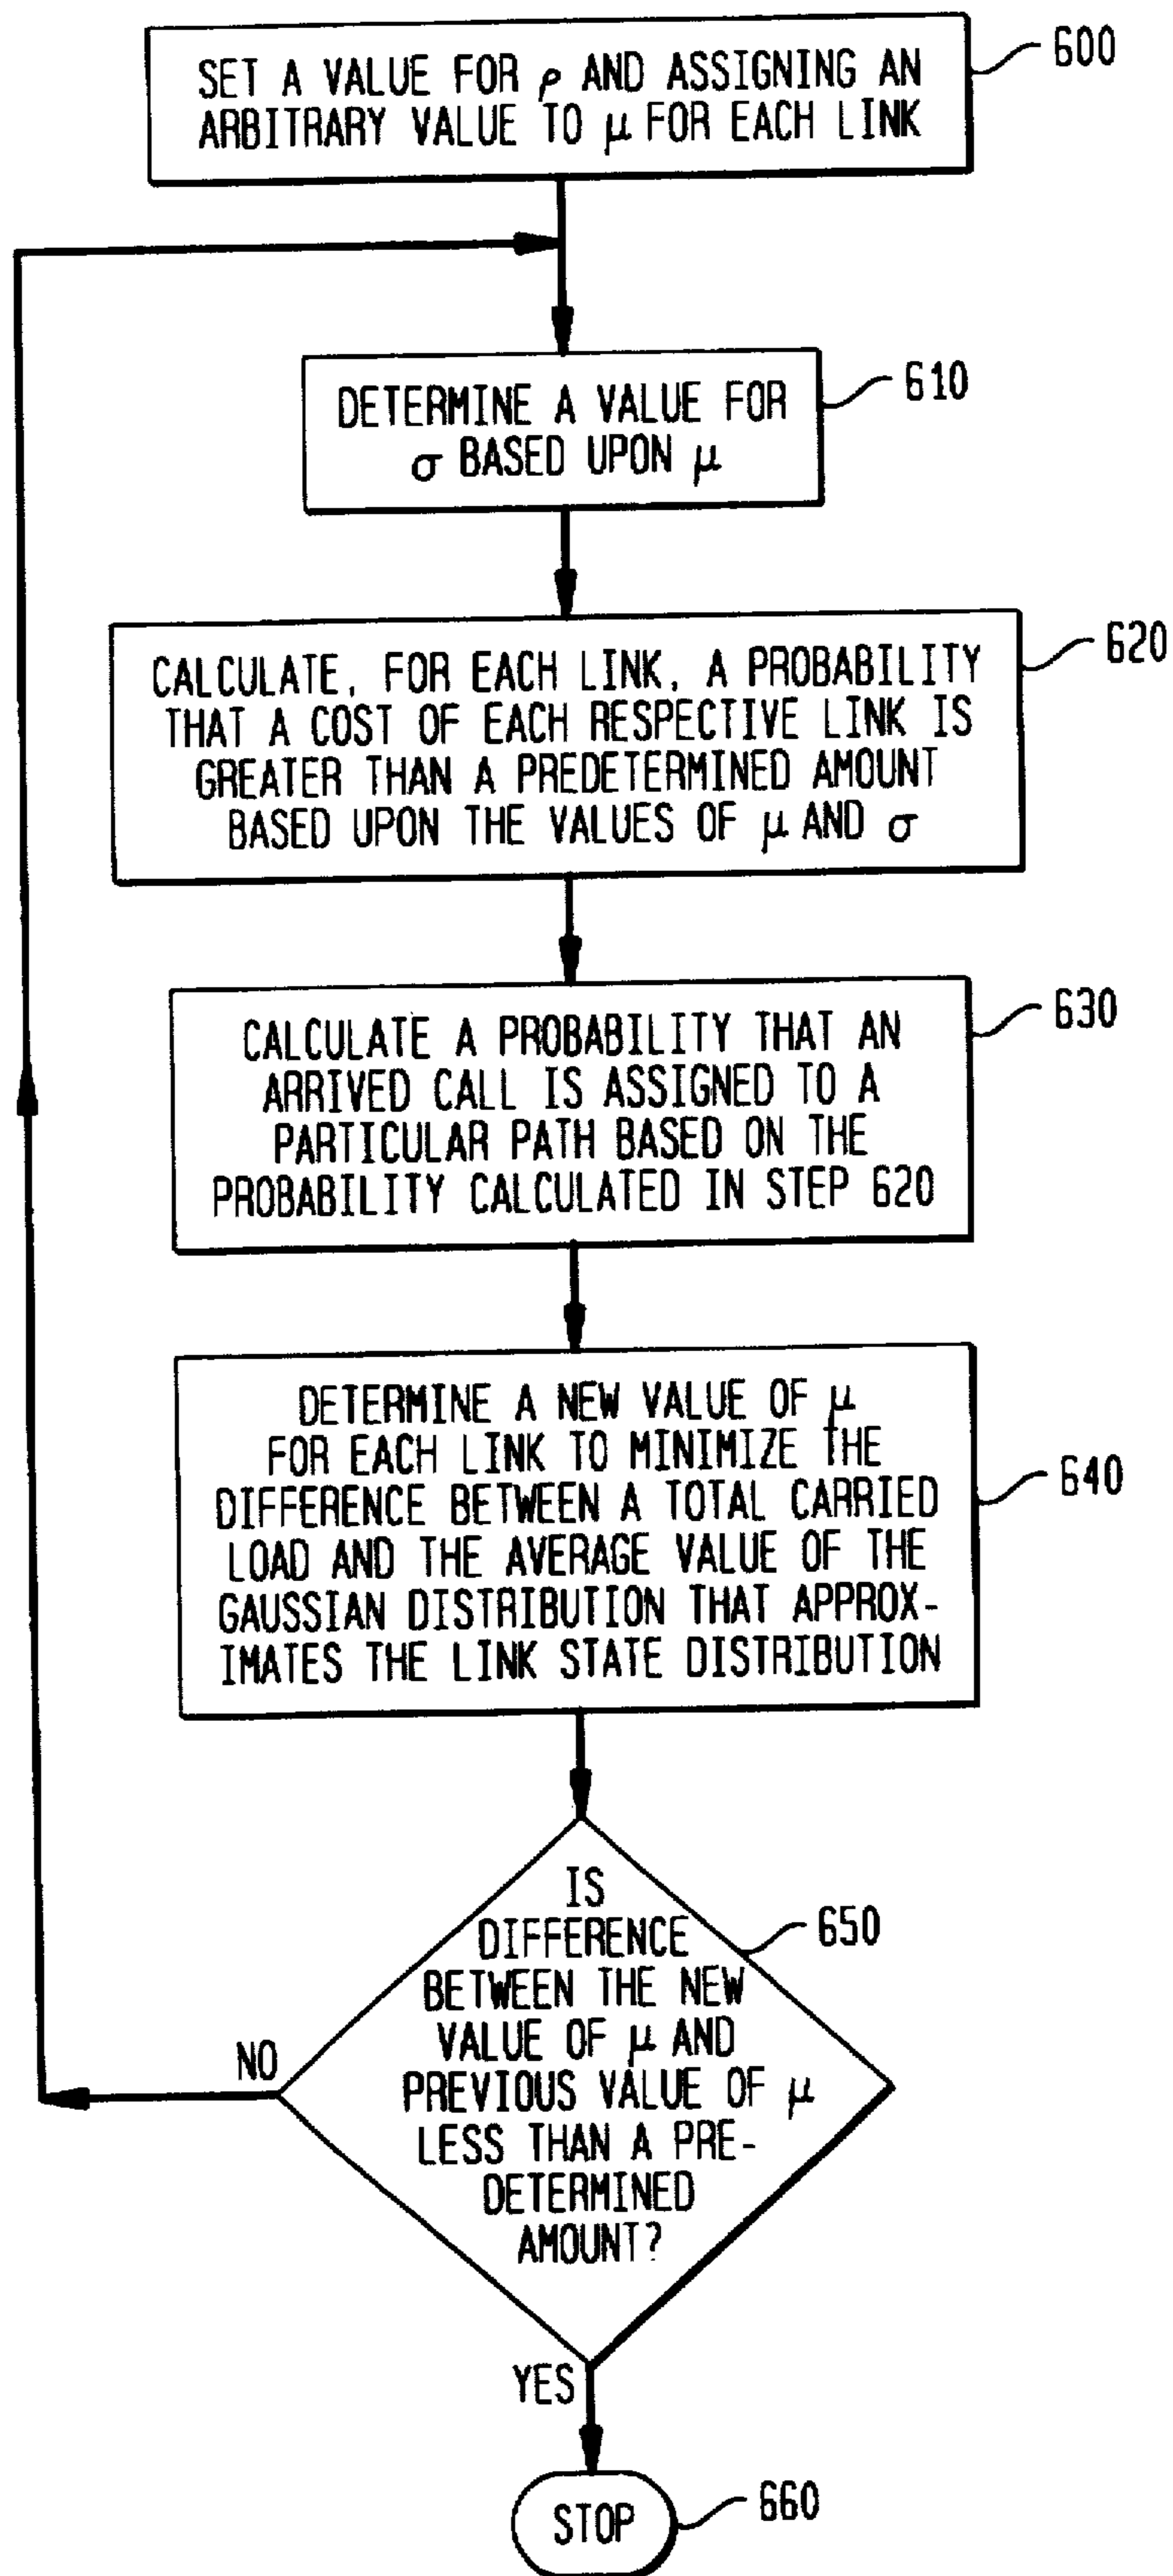 SET A VALUE FOR ρ AND ASSIGNING AN
ARBITRARY VALUE TO μ FOR EACH LINK
600
DETERMINE A VALUE FOR
σ BASED UPON μ
610
CALCULATE, FOR EACH LINK, A PROBABILITY
THAT A COST OF EACH RESPECTIVE LINK IS
GREATER THAN A PREDETERMINED AMOUNT
BASED UPON THE VALUES OF μ AND σ
620
CALCULATE A PROBABILITY THAT AN
ARRIVED CALL IS ASSIGNED TO A
PARTICULAR PATH BASED ON THE
PROBABILITY CALCULATED IN STEP 620
630
DETERMINE A NEW VALUE OF μ
FOR EACH LINK TO MINIMIZE THE
DIFFERENCE BETWEEN A TOTAL CARRIED
LOAD AND THE AVERAGE VALUE OF THE
GAUSSIAN DISTRIBUTION THAT APPROX-
IMATES THE LINK STATE DISTRIBUTION
640
IS
DIFFERENCE
BETWEEN THE NEW
VALUE OF μ AND
PREVIOUS VALUE OF μ
LESS THAN A PRE-
DETERMINED
AMOUNT?
650
NO
YES
STOP
660